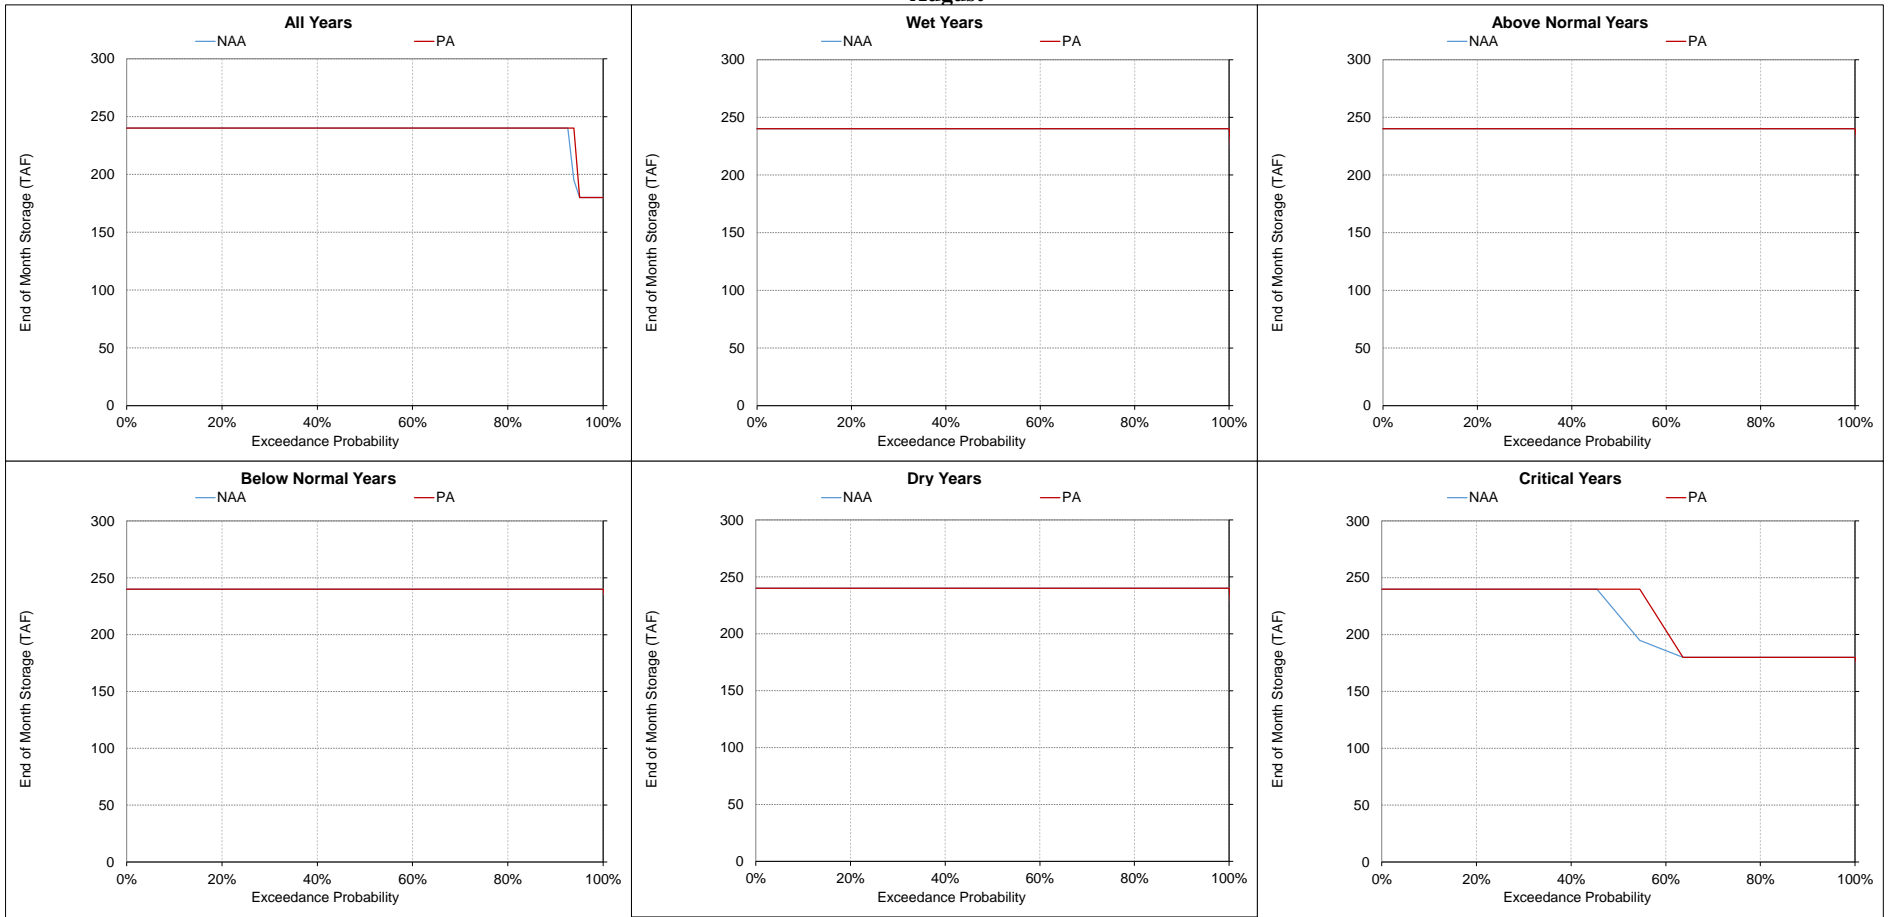 August
All Years
NAA PA
300
250
200
150
100
50
0
End of Month Storage (TAF)
0% 20% 40% 60% 80% 100%
Exceedance Probability
Wet Years
NAA PA
300
250
200
150
100
50
0
End of Month Storage (TAF)
0% 20% 40% 60% 80% 100%
Exceedance Probability
Above Normal Years
NAA PA
300
250
200
150
100
50
0
End of Month Storage (TAF)
0% 20% 40% 60% 80% 100%
Exceedance Probability
Below Normal Years
NAA PA
300
250
200
150
100
50
0
End of Month Storage (TAF)
0% 20% 40% 60% 80% 100%
Exceedance Probability
Dry Years
NAA PA
300
250
200
150
100
50
0
End of Month Storage (TAF)
0% 20% 40% 60% 80% 100%
Exceedance Probability
Critical Years
NAA PA
300
250
200
150
100
50
0
End of Month Storage (TAF)
0% 20% 40% 60% 80% 100%
Exceedance Probability